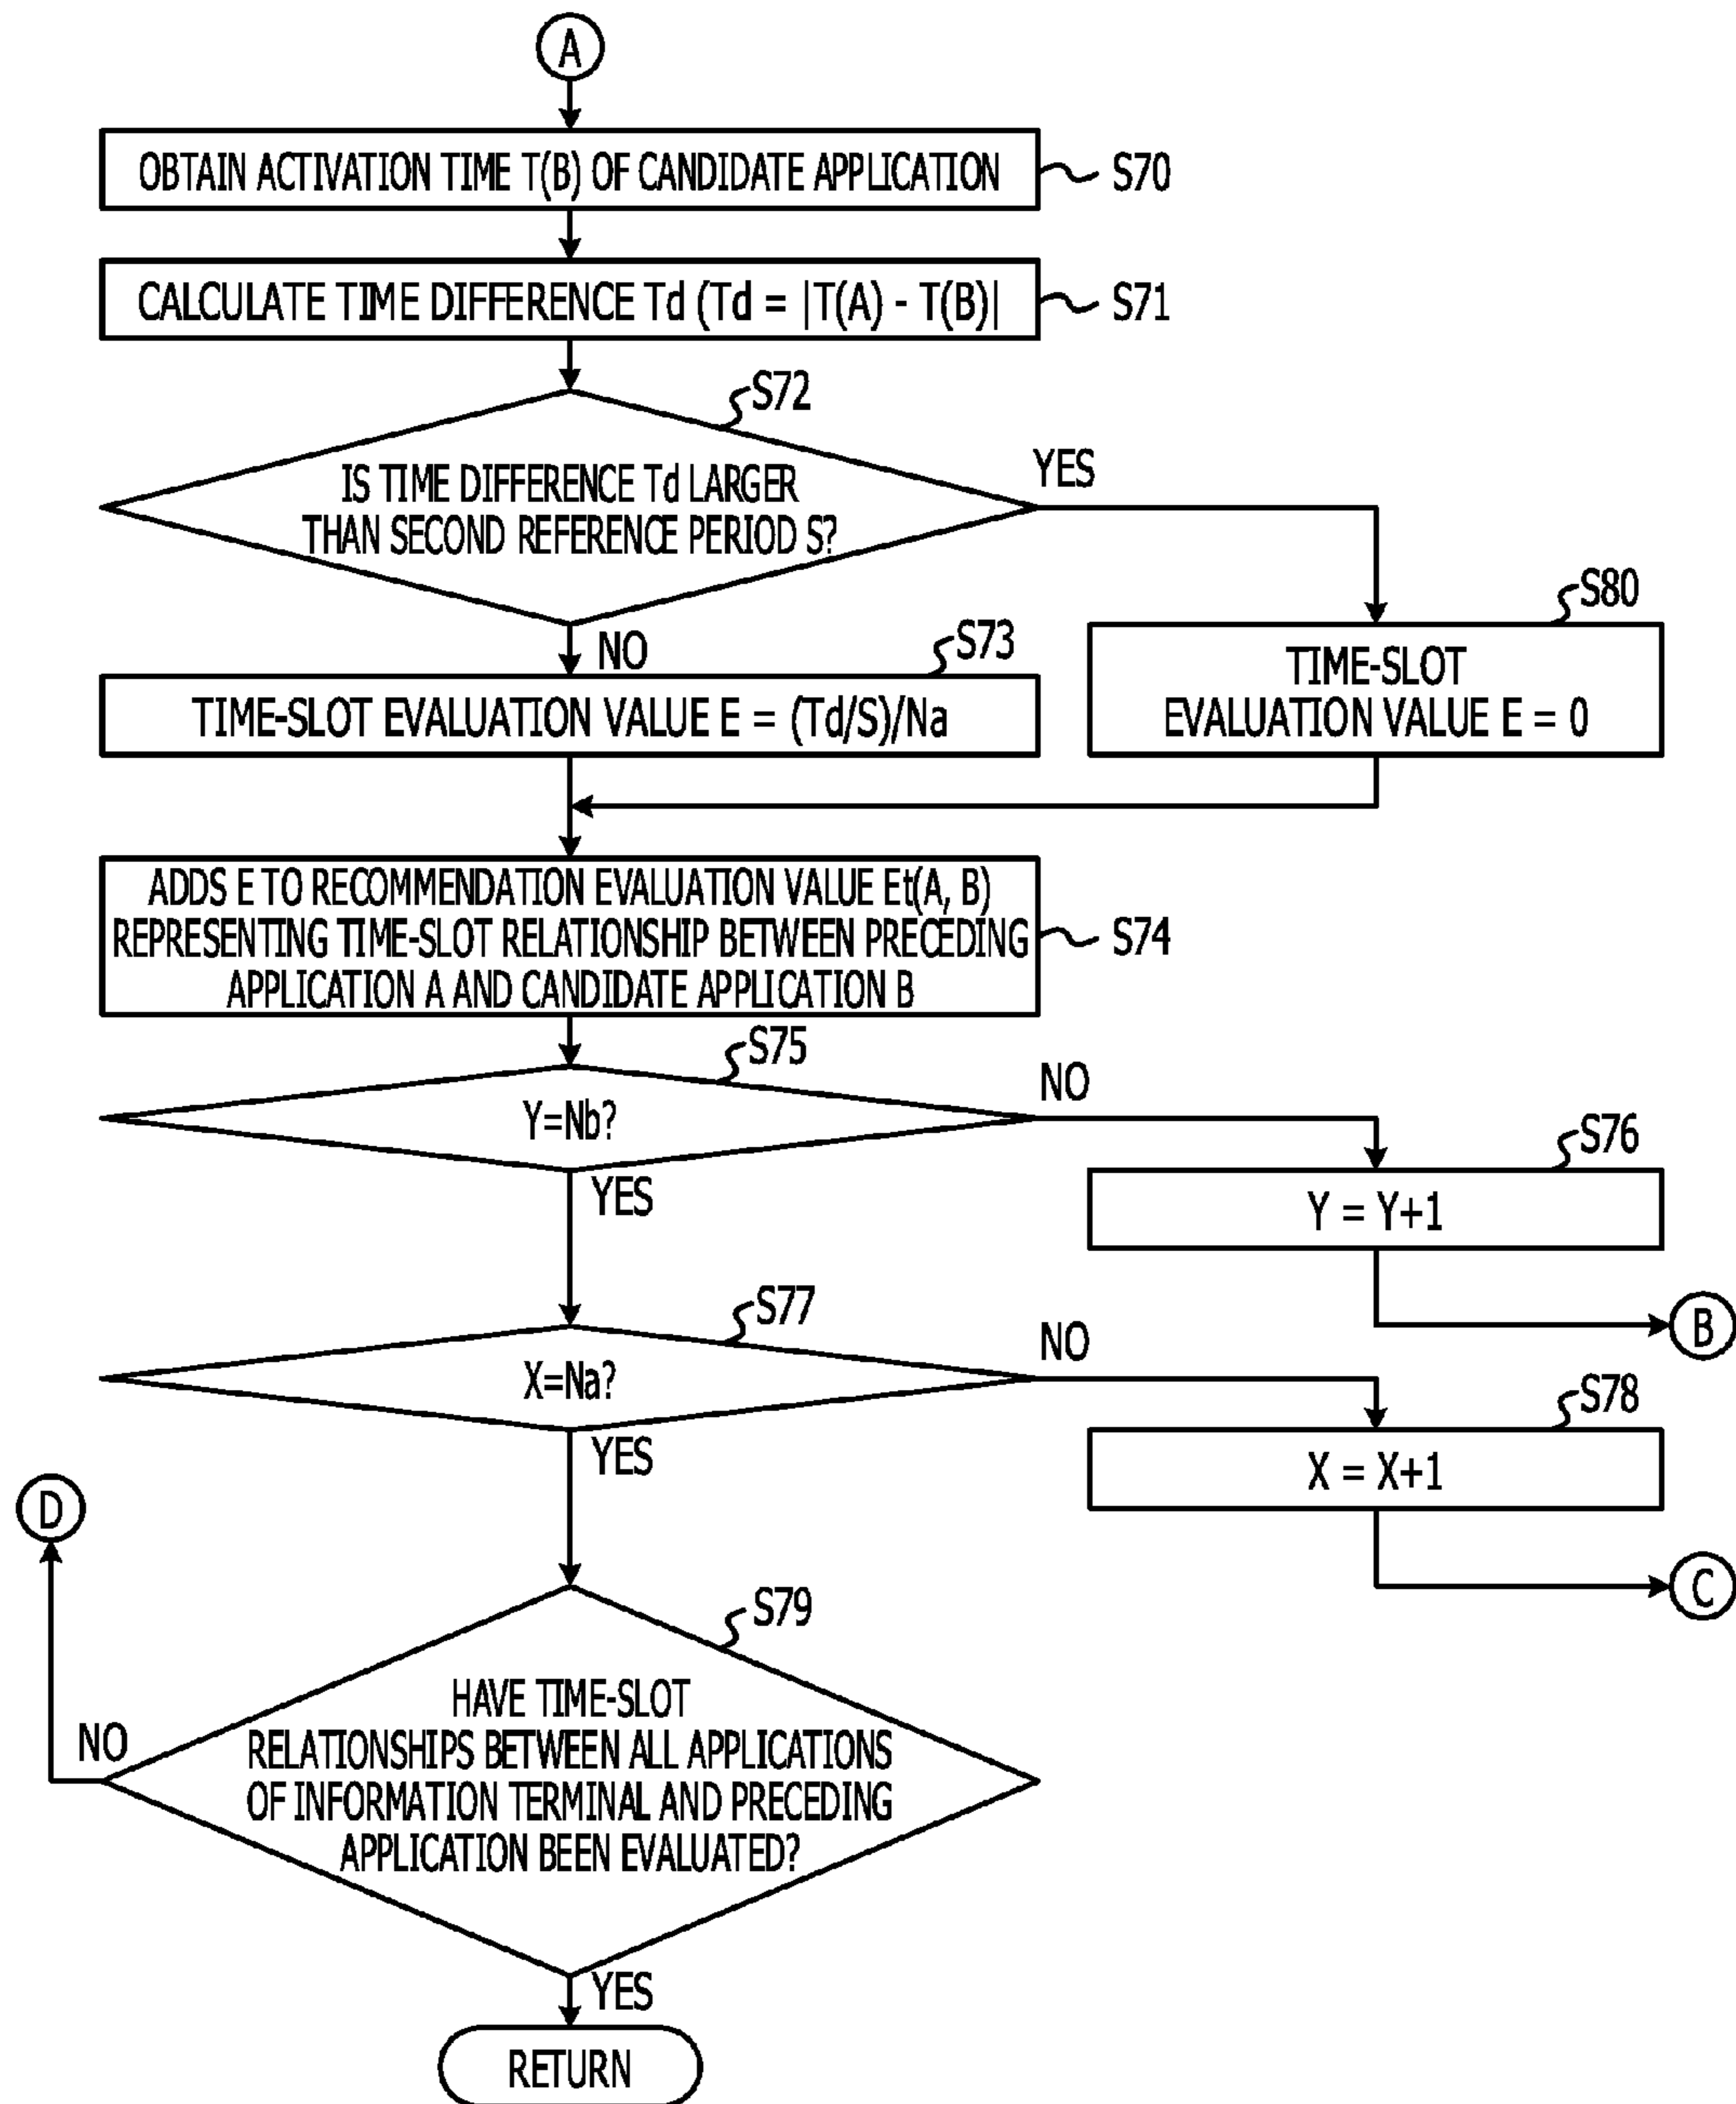 A
OBTAIN ACTIVATION TIME T(B) OF CANDIDATE APPLICATION
S70
CALCULATE TIME DIFFERENCE Td (Td = |T(A) - T(B)|
S71
S72
IS TIME DIFFERENCE Td LARGER
THAN SECOND REFERENCE PERIOD S?
YES
NO
S80
TIME-SLOT
EVALUATION VALUE E = 0
S73
TIME-SLOT EVALUATION VALUE E = (Td/S)/Na
ADDS E TO RECOMMENDATION EVALUATION VALUE Et(A, B)
REPRESENTING TIME-SLOT RELATIONSHIP BETWEEN PRECEDING
APPLICATION A AND CANDIDATE APPLICATION B
S74
S75
Y=Nb?
NO
YES
S76
Y = Y+1
B
S77
X=Na?
NO
YES
S78
X = X+1
C
D
S79
HAVE TIME-SLOT
RELATIONSHIPS BETWEEN ALL APPLICATIONS
OF INFORMATION TERMINAL AND PRECEDING
APPLICATION BEEN EVALUATED?
NO
YES
RETURN